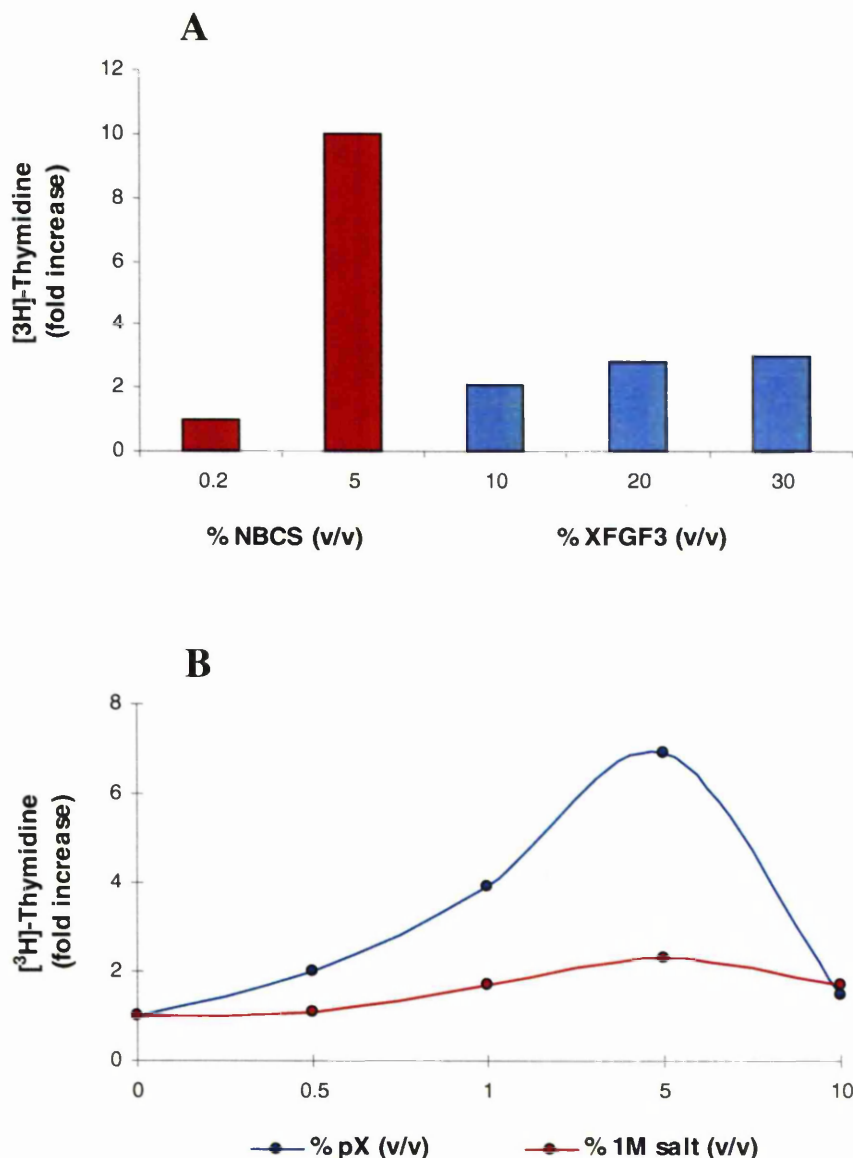 A
[3H]-Thymidine
(fold increase)
12
10
8
6
4
2
0
0.2 5 10 20 30
% NBCS (v/v) % XFGF3 (v/v)
B
[³H]-Thymidine
(fold increase)
8
6
4
2
0
0 0.5 1 5 10
% pX (v/v) % 1M salt (v/v)